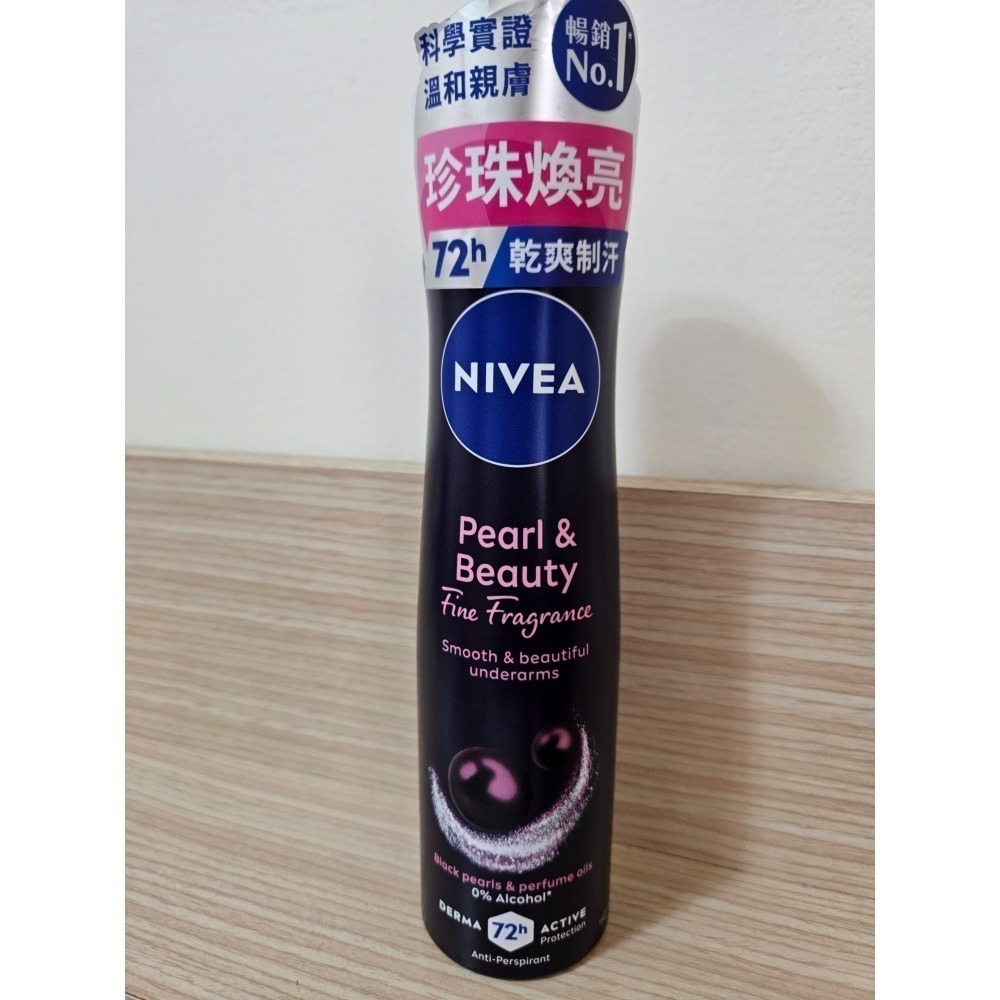 科學實證
溫和親膚
暢銷
No.1*
珍珠煥亮
72h 乾爽制汗
NIVEA
Pearl &
Beauty
Fine Fragrance
Smooth & beautiful
underarms
Black pearls & perfume oils
0% Alcohol*
DERMA 72h ACTIVE
Protection
Anti-Perspirant